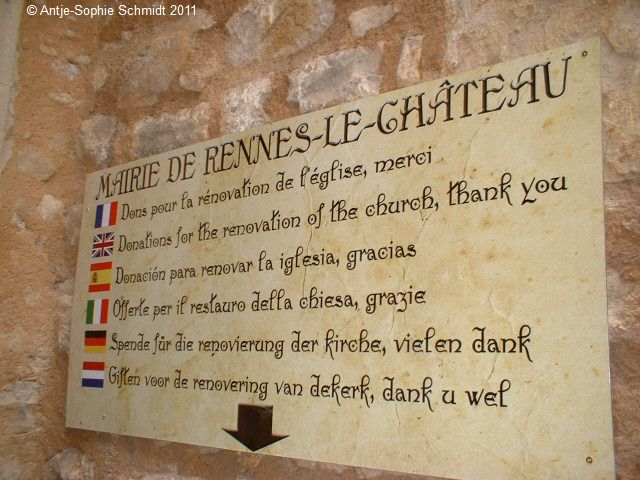 © Antje-Sophie Schmidt 2011
MAIRIE DE RENNES-LE-CHÂTEAU
Dons pour la rénovation de l'église, merci
Donations for the renovation of the church, thank you
Donación para renovar la iglesia, gracias
Offerte per il restauro della chiesa, grazie
Spende für die renovierung der kirche, vielen dank
Giften voor de renovering van dekerk, dank u wel